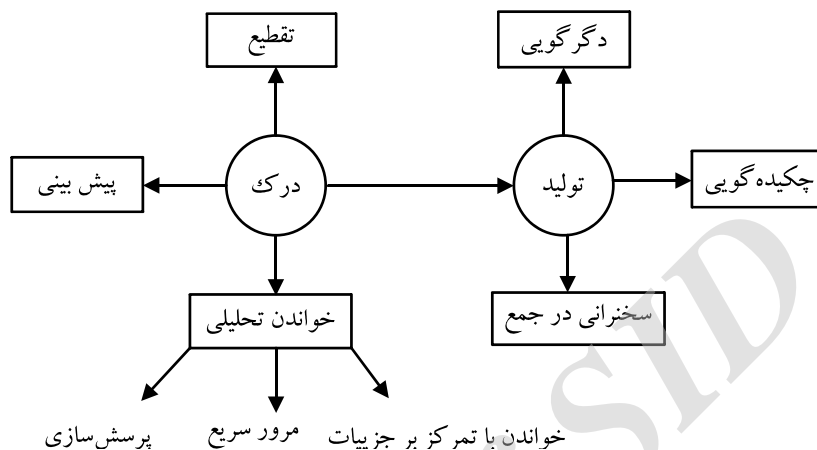 دگرگویی
تقطیع
چکیده‌گویی
تولید
درک
پیش بینی
سخنرانی در جمع
خواندن تحلیلی
خواندن با تمرکز بر جزییات
مرور سریع
پرسش‌سازی
SID